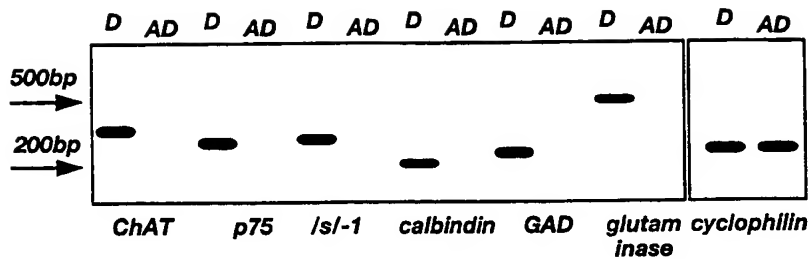 D AD D AD D AD D AD D AD D AD D AD
500bp
200bp
ChAT p75 /s/-1 calbindin GAD glutam cyclophilin
inase